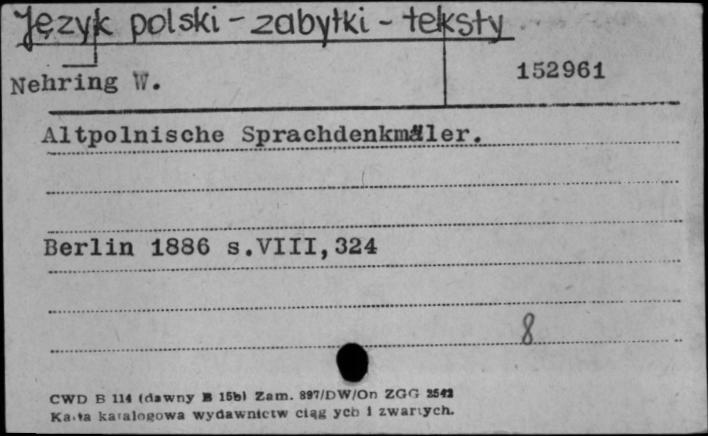 Język polski - zabytki - teksty
Nehring W. 152961
Altpolnische Sprachdenkmäler.
Berlin 1886 s.VIII,324
8
CWD B 114 (dawny B 15b) Zam. 897/DW/On ZGG 2542
Karta katalogowa wydawnictw ciągłych i zwartych.